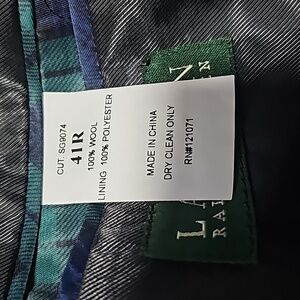 CUT. SG9074
41R
100% WOOL
LINING 100% POLYESTER
MADE IN CHINA
DRY CLEAN ONLY
RN#121071